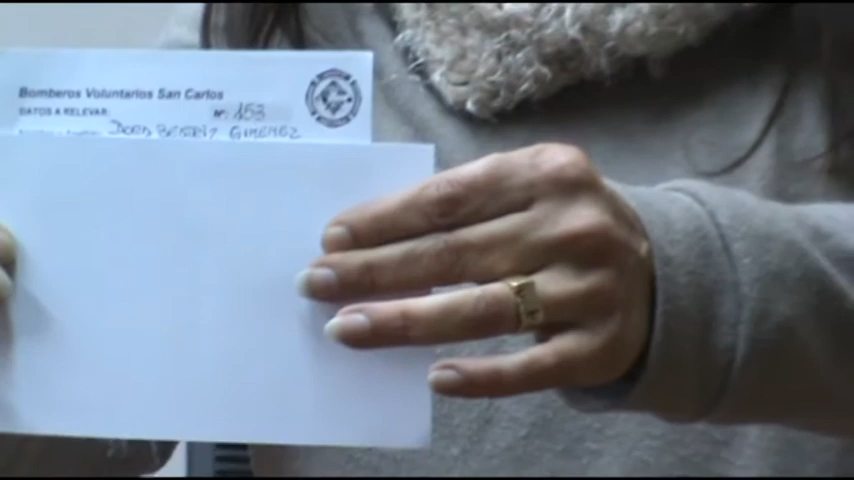 Bomberos Voluntarios San Carlos
DATOS A RELEVAR: Nº: 153
DORA BEATRIZ GIMENEZ